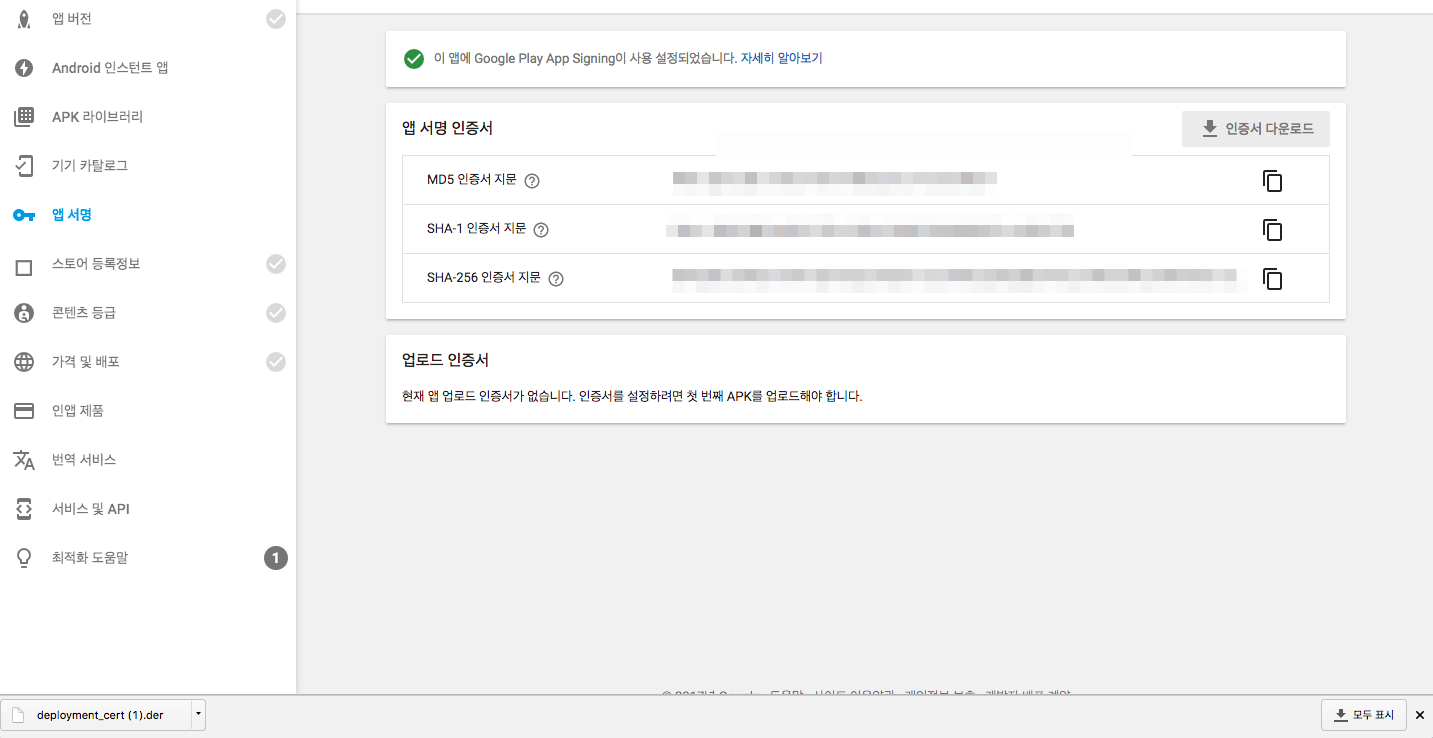 앱 버전
Android 인스턴트 앱
APK 라이브러리
기기 카탈로그
앱 서명
스토어 등록정보
콘텐츠 등급
가격 및 배포
인앱 제품
번역 서비스
서비스 및 API
최적화 도움말 1
이 앱에 Google Play App Signing이 사용 설정되었습니다. 자세히 알아보기
앱 서명 인증서 인증서 다운로드
MD5 인증서 지문
SHA-1 인증서 지문
SHA-256 인증서 지문
업로드 인증서
현재 앱 업로드 인증서가 없습니다. 인증서를 설정하려면 첫 번째 APK를 업로드해야 합니다.
deployment_cert (1).der 모두 표시